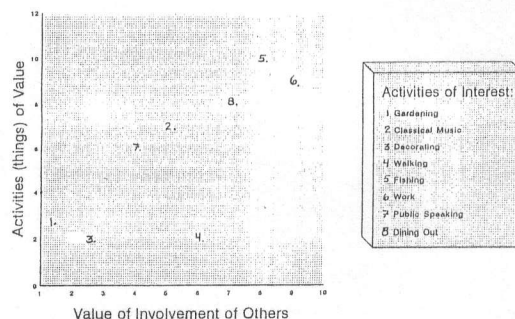 Activities (things) of Value
12
10
8
6
4
2
0
5.
6.
8.
2.
7.
1.
3.
4.
1 2 3 4 5 6 7 8 9 10
Value of Involvement of Others
Activities of Interest:
1 Gardening
2 Classical Music
3 Decorating
4 Walking
5 Fishing
6 Work
7 Public Speaking
8 Dining Out